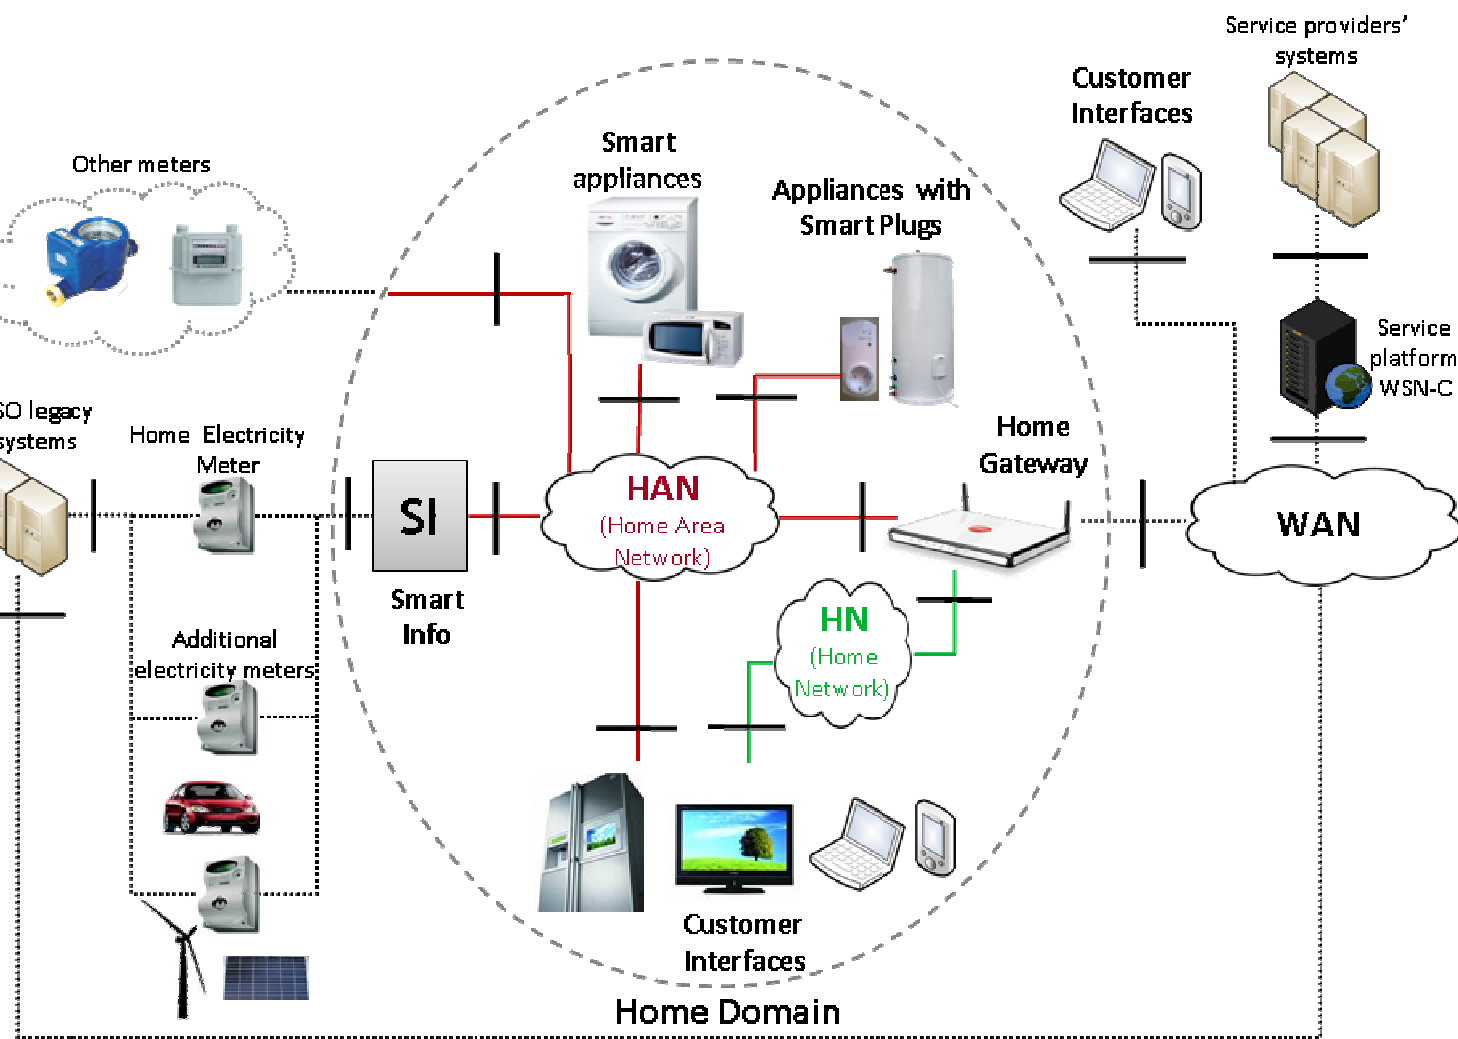 Service providers'
systems
Customer
Interfaces
Smart
appliances
Other meters
Appliances with
Smart Plugs
Service
platform
WSN-C
SO legacy
systems
Home Electricity
Meter
Home
Gateway
HAN
(Home Area
Network)
SI
WAN
Smart
Info
HN
(Home
Network)
Additional
electricity meters
Customer
Interfaces
Home Domain